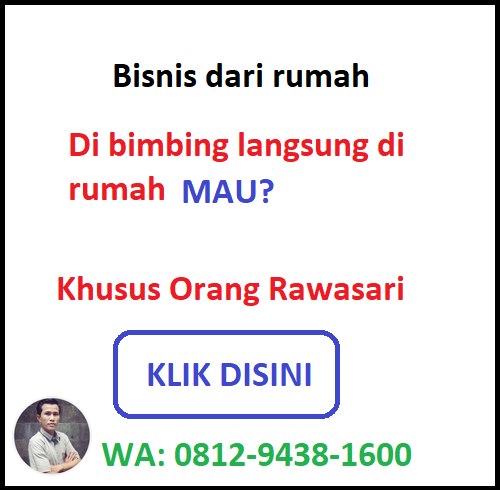 Bisnis dari rumah
Di bimbing langsung di
rumah MAU?
Khusus Orang Rawasari
KLIK DISINI
WA: 0812-9438-1600